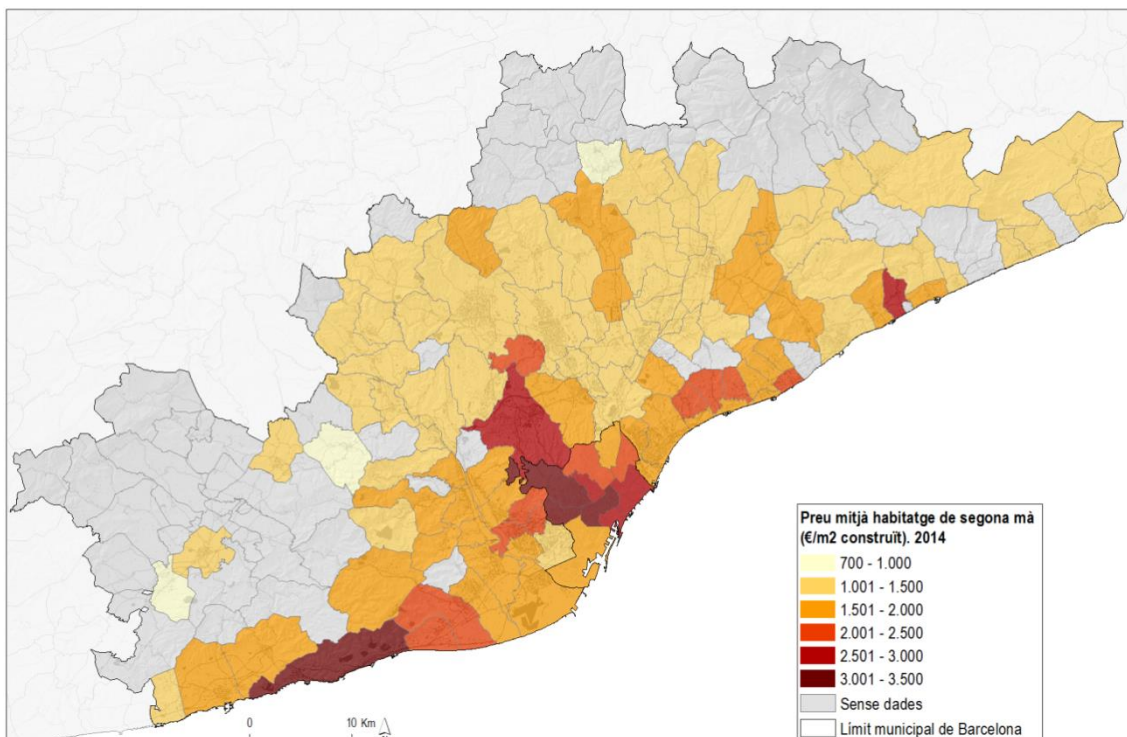 Preu mitjà habitatge de segona mà
(€/m2 construït). 2014
700 - 1.000
1.001 - 1.500
1.501 - 2.000
2.001 - 2.500
2.501 - 3.000
3.001 - 3.500
Sense dades
Límit municipal de Barcelona
0 10 Km